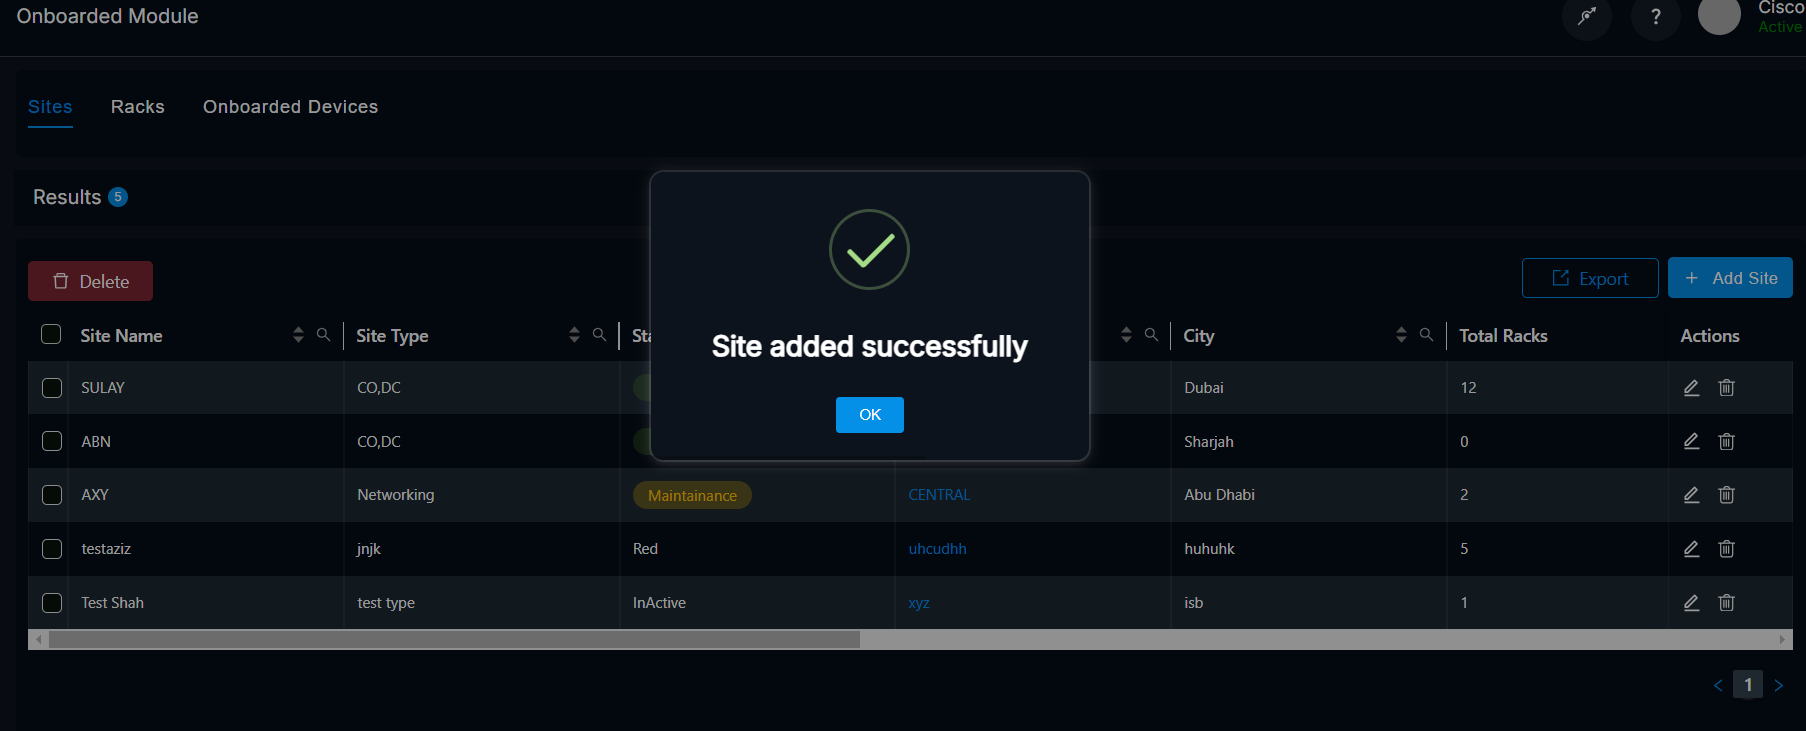 Onboarded Module
?
Cisco
Active
Sites Racks Onboarded Devices
Results 5
Delete
Export + Add Site
Site Name Site Type Sta City Total Racks Actions
SULAY CO,DC Dubai 12
ABN CO,DC Sharjah 0
AXY Networking Maintainance CENTRAL Abu Dhabi 2
testaziz jnjk Red uhcudhh huhuhk 5
Test Shah test type InActive xyz isb 1
Site added successfully
OK
< 1 >